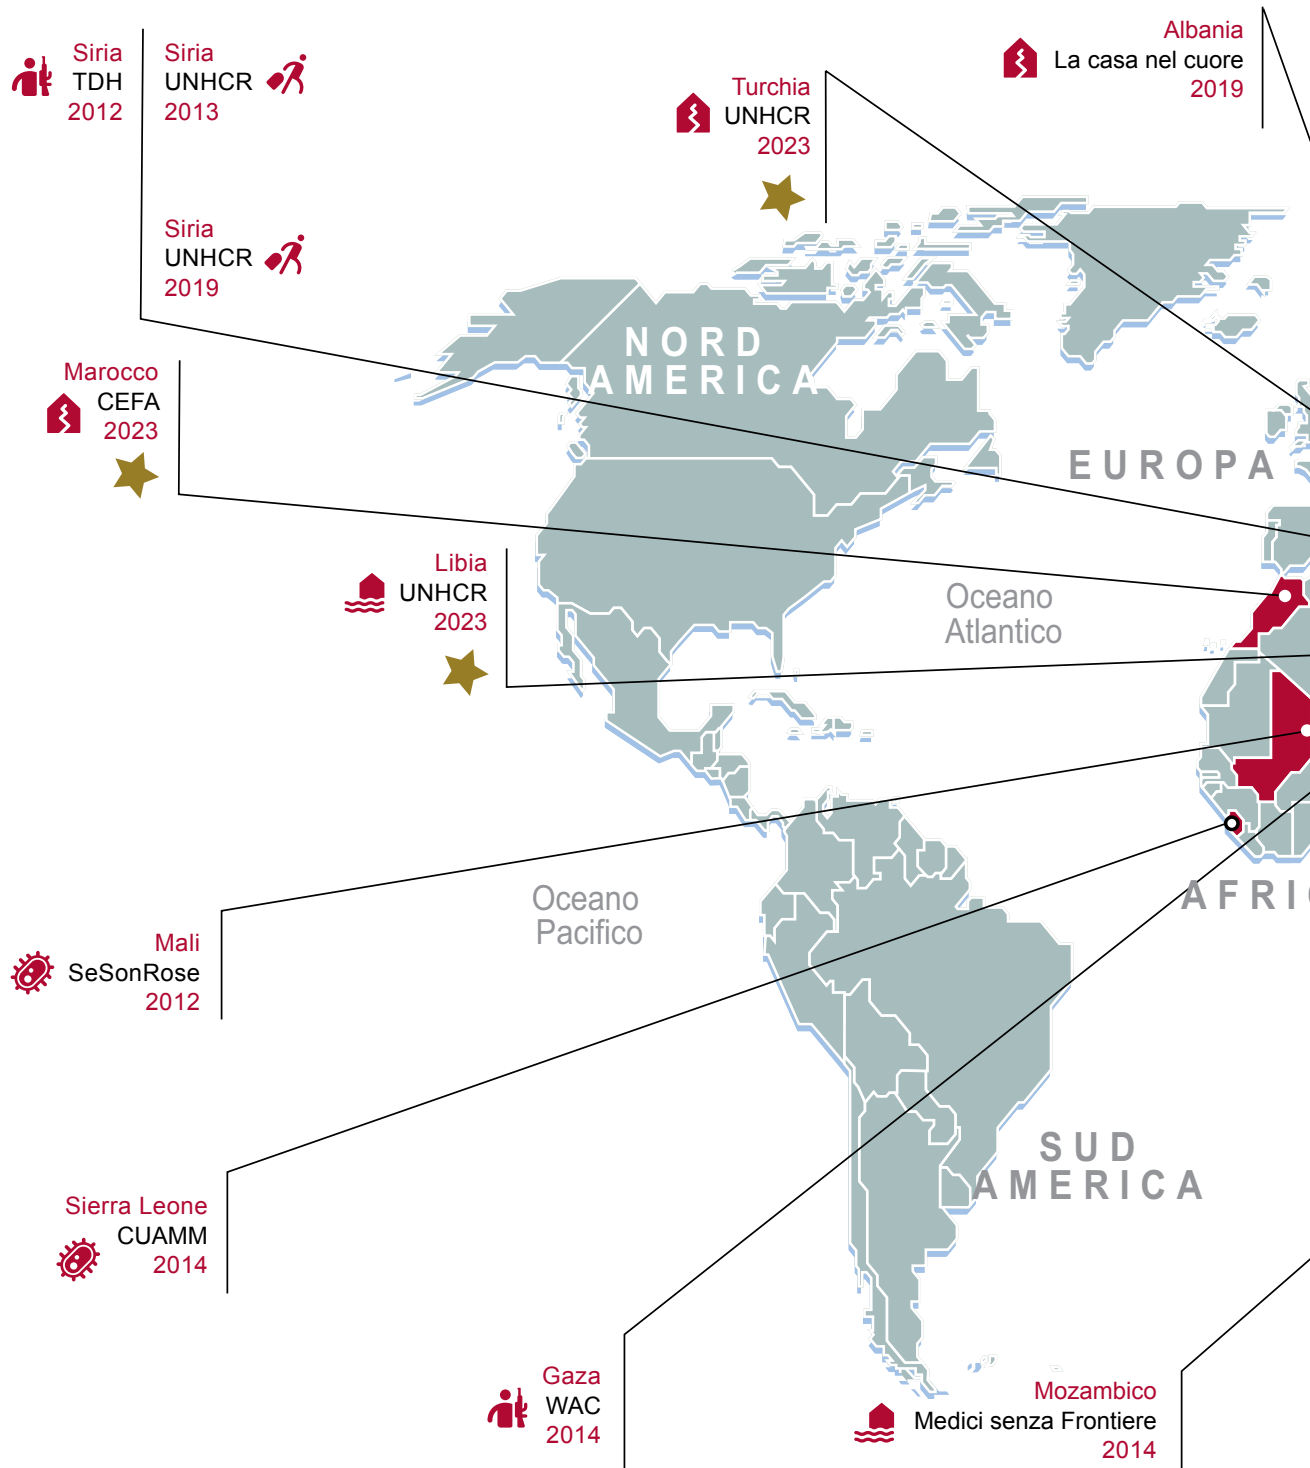 Siria
TDH
2012
Siria
UNHCR
2013
Siria
UNHCR
2019
Turchia
UNHCR
2023
Albania
La casa nel cuore
2019
NORD
AMERICA
Marocco
CEFA
2023
EUROPA
Libia
UNHCR
2023
Oceano
Atlantico
Oceano
Pacifico
AFRIC
Mali
SeSonRose
2012
SUD
AMERICA
Sierra Leone
CUAMM
2014
Gaza
WAC
2014
Mozambico
Medici senza Frontiere
2014